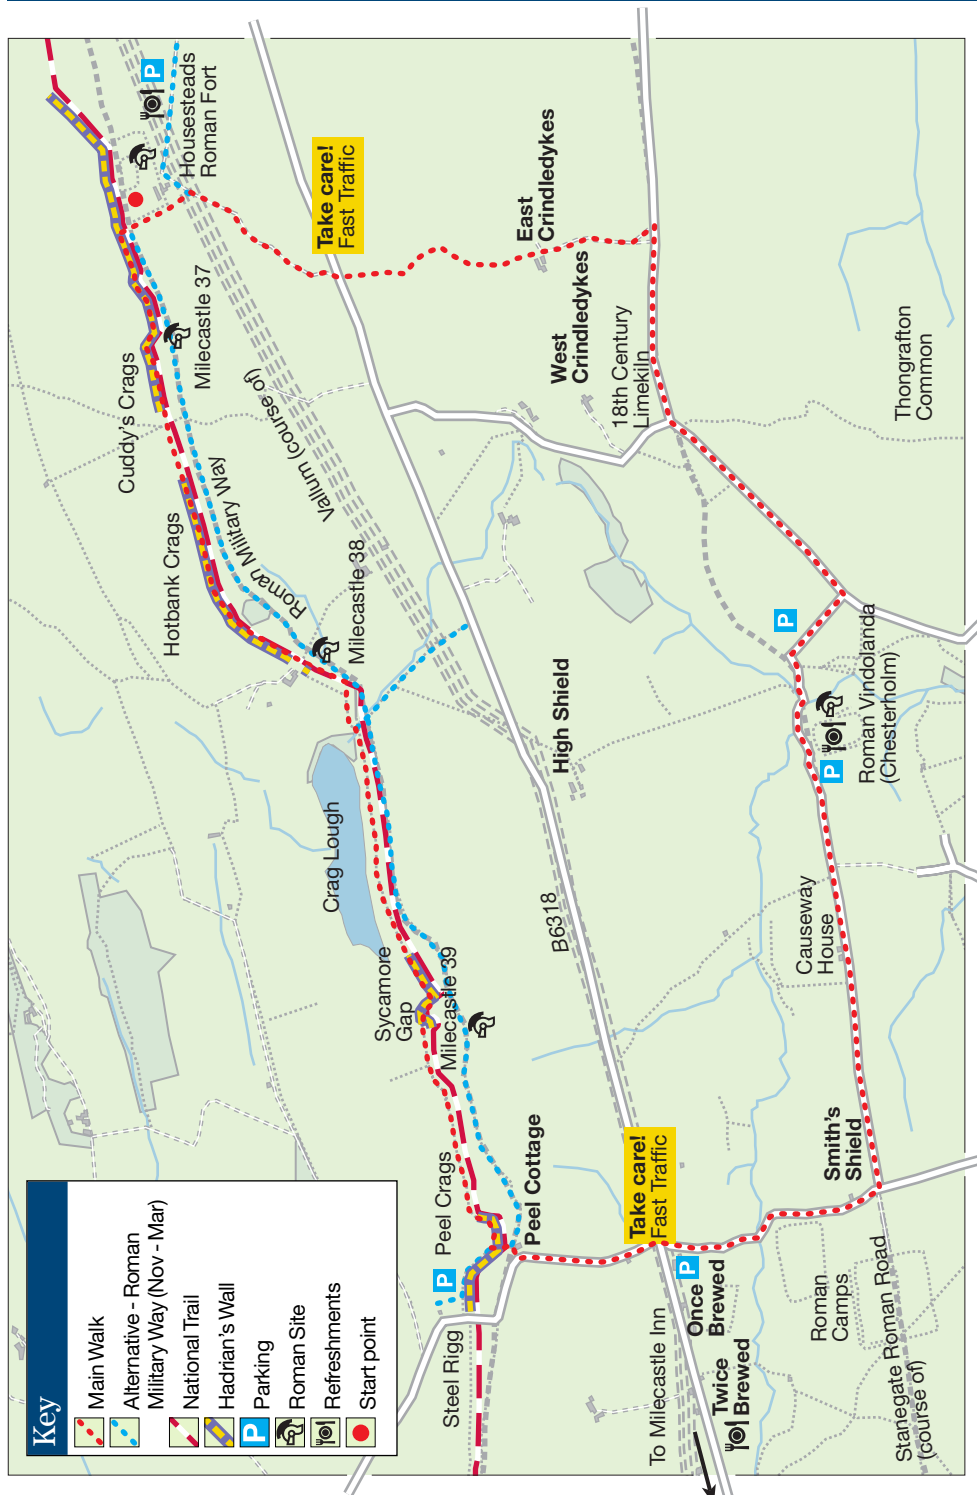 Key
Main Walk
Alternative - Roman
Military Way (Nov - Mar)
National Trail
Hadrian's Wall
P
Parking
Roman Site
Refreshments
Start point
P
Housesteads
Roman Fort
Take care!
Fast Traffic
Milecastle 37
Cuddy's Crags
Hotbank Crags
Roman Military Way
Vallum (course of)
Milecastle 38
East
Crindledykes
West
Crindledykes
18th Century
Limekiln
Thongrafton
Common
Crag Lough
High Shield
B6318
P
Roman Vindolanda
(Chesterholm)
P
Causeway
House
Sycamore
Gap
Milecastle 39
Peel Crags
Peel Cottage
P
Steel Rigg
Take care!
Fast Traffic
Smith's
Shield
P
Once
Brewed
Twice
Brewed
To Milecastle Inn
Roman
Camps
Stanegate Roman Road
(course of)